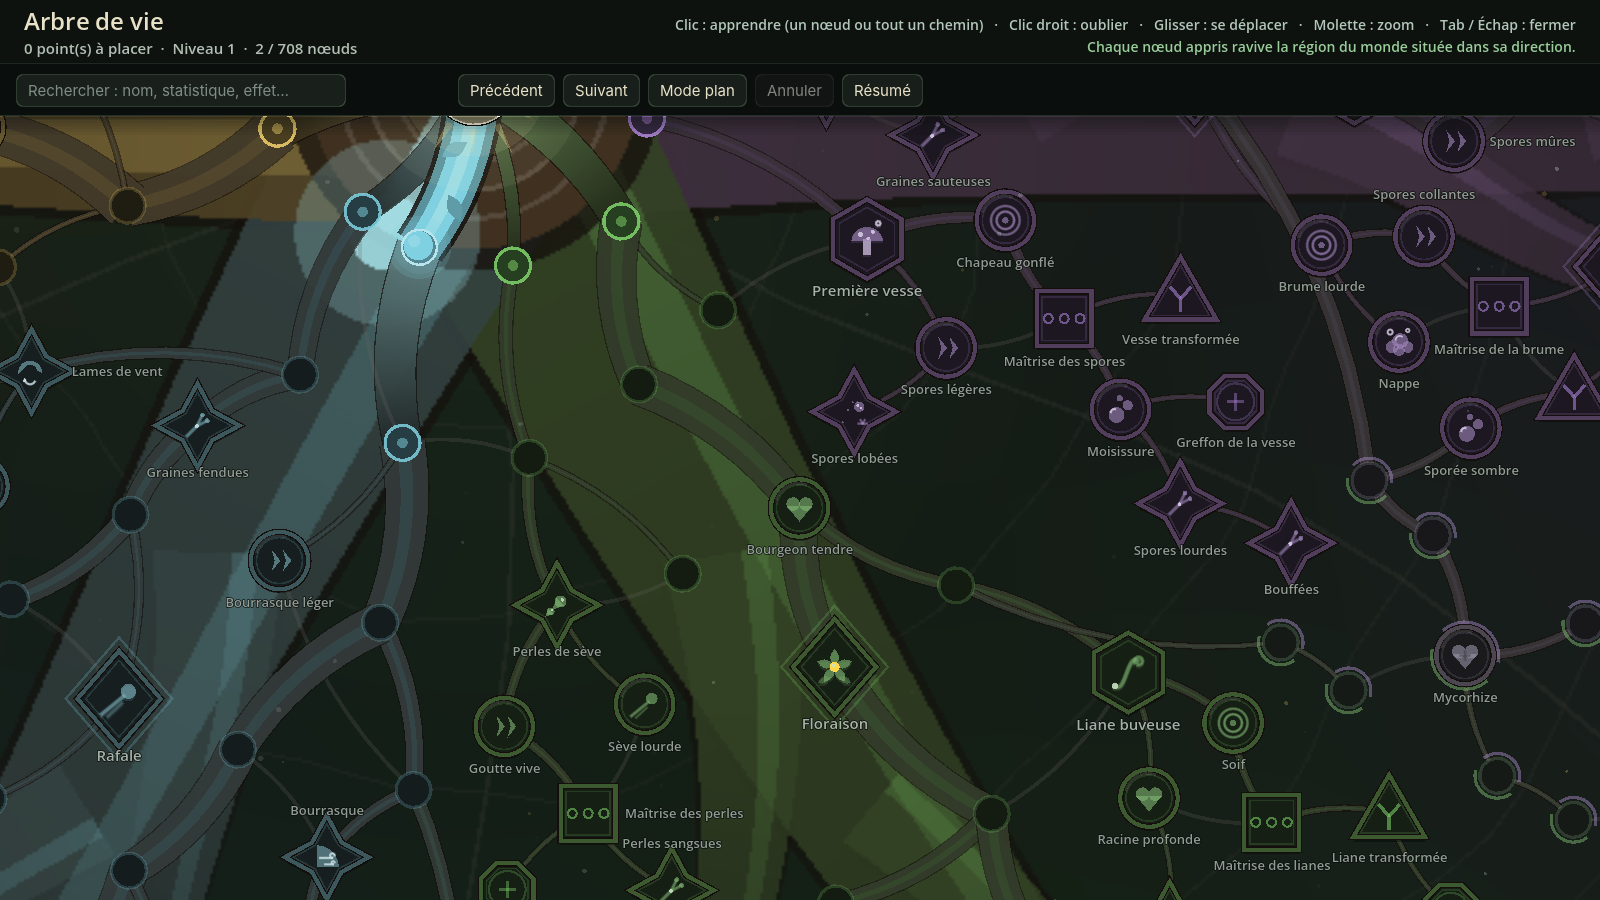 Arbre de vie
0 point(s) à placer · Niveau 1 · 2 / 708 nœuds
Clic : apprendre (un nœud ou tout un chemin) · Clic droit : oublier · Glisser : se déplacer · Molette : zoom · Tab / Échap : fermer
Chaque nœud appris ravive la région du monde située dans sa direction.
Rechercher : nom, statistique, effet...
Précédent
Suivant
Mode plan
Annuler
Résumé
Spores mûres
Graines sauteuses
Spores collantes
Chapeau gonflé
Première vesse
Brume lourde
Vesse transformée
Maîtrise de la brume
Maîtrise des spores
Lames de vent
Nappe
Spores légères
Greffon de la vesse
Moisissure
Spores lobées
Sporée sombre
Graines fendues
Bourgeon tendre
Spores lourdes
Bouffées
Bourrasque léger
Perles de sève
Mycorhize
Floraison
Liane buveuse
Sève lourde
Rafale
Soif
Goutte vive
Bourrasque
Maîtrise des perles
Racine profonde
Perles sangsues
Liane transformée
Maîtrise des lianes